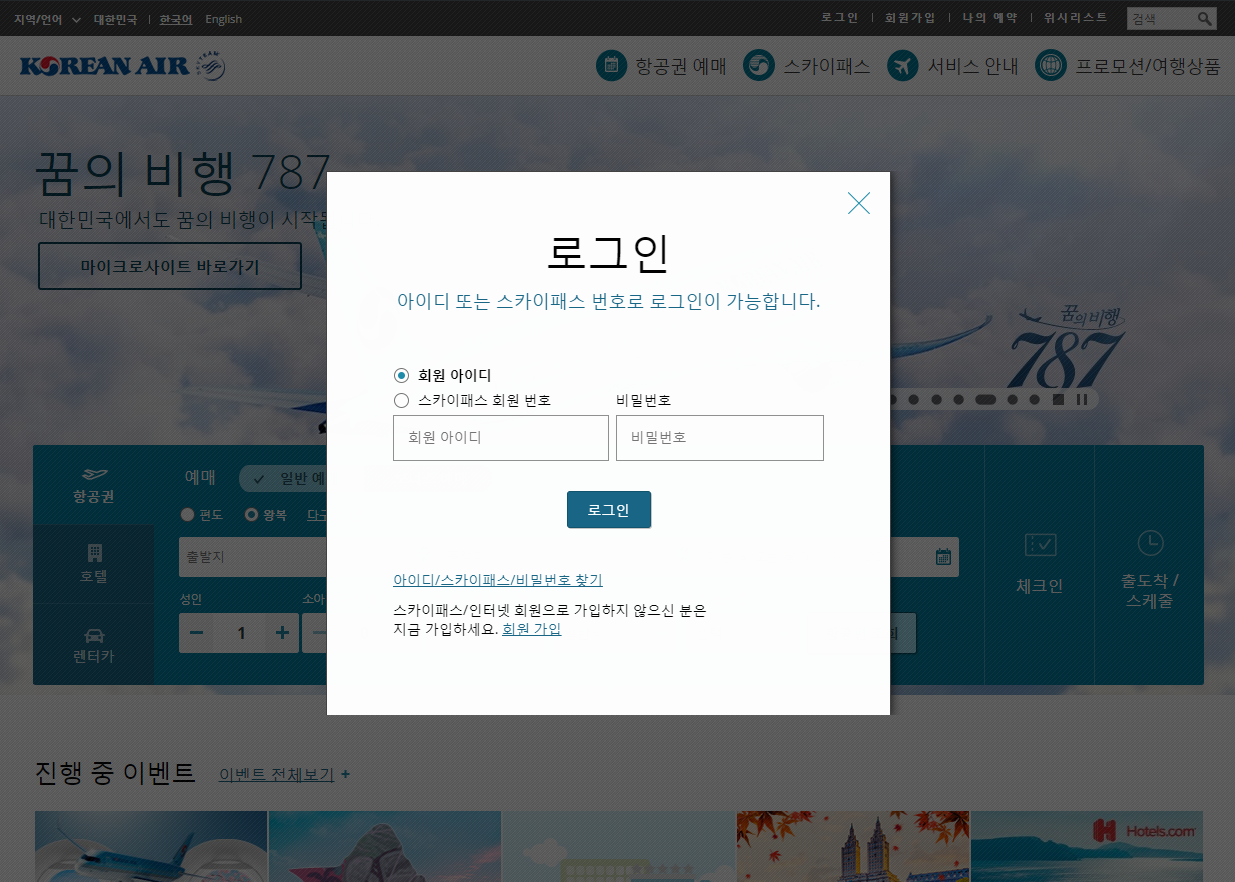 지역/언어 대한민국 | 한국어 English
로그인 | 회원가입 | 나의 예약 | 위시리스트 검색
KOREAN AIR
항공권 예매 스카이패스 서비스 안내 프로모션/여행상품
꿈의 비행 787
대한민국에서도 꿈의 비행이 시작
마이크로사이트 바로가기
꿈의 비행
787
로그인
아이디 또는 스카이패스 번호로 로그인이 가능합니다.
회원 아이디
스카이패스 회원 번호 비밀번호
회원 아이디 비밀번호
로그인
아이디/스카이패스/비밀번호 찾기
스카이패스/인터넷 회원으로 가입하지 않으신 분은
지금 가입하세요. 회원 가입
항공권
호텔
렌터카
예매 일반 예
편도 왕복 다구
출발지
성인 소아
1
체크인
출도착 /
스케줄
진행 중 이벤트 이벤트 전체보기 +
Hotels.com